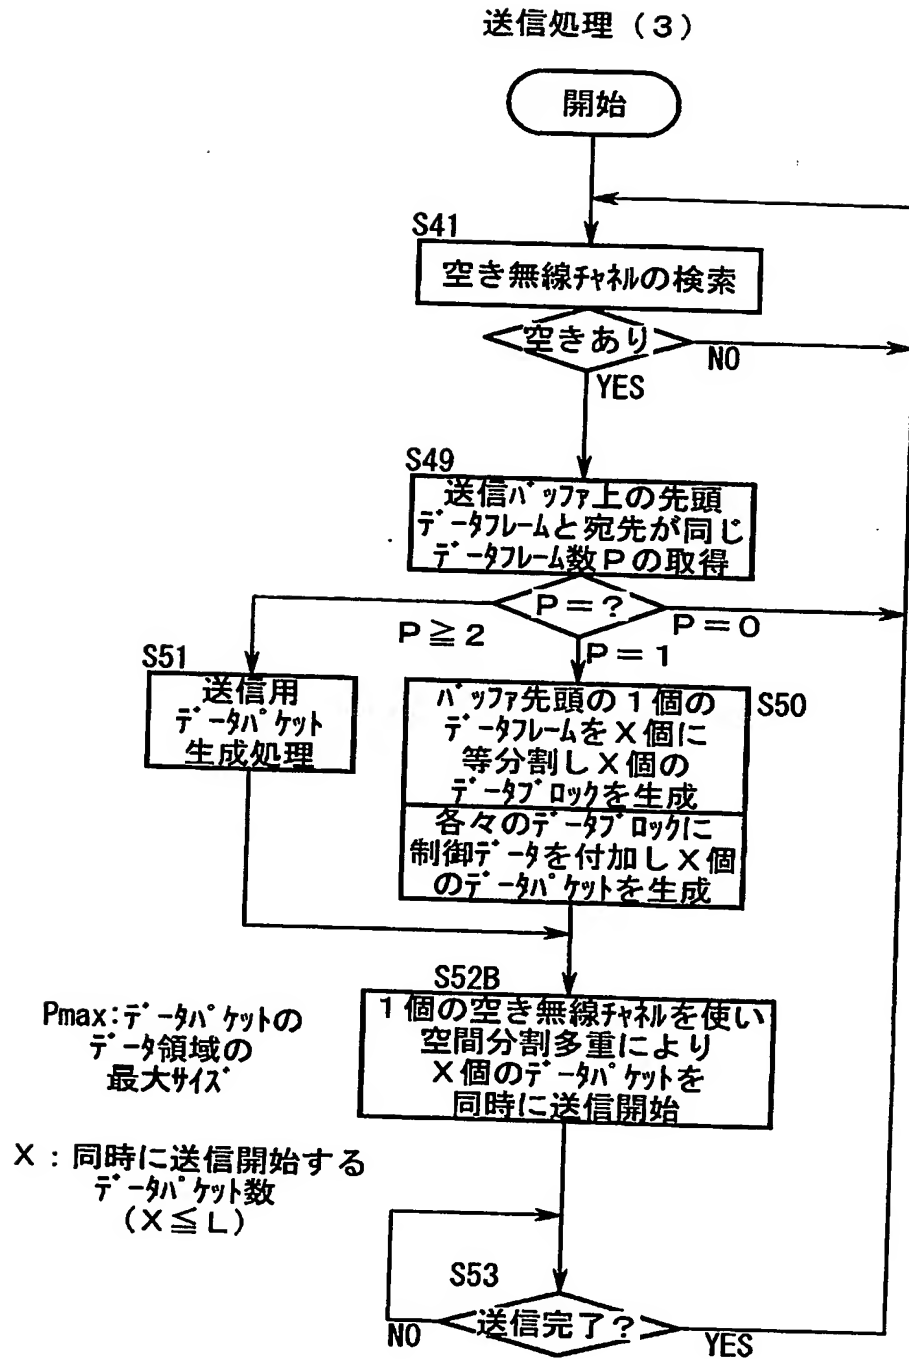 送信処理（３）
開始
S41
空き無線ﾁｬﾈﾙの検索
空きあり
NO
YES
S49
送信ﾊﾞｯﾌｧ上の先頭
ﾃﾞｰﾀﾌﾚｰﾑと宛先が同じ
ﾃﾞｰﾀﾌﾚｰﾑ数Ｐの取得
Ｐ＝？
Ｐ≧２
Ｐ＝０
Ｐ＝１
S51
送信用
ﾃﾞｰﾀﾊﾟｹｯﾄ
生成処理
S50
ﾊﾞｯﾌｧ先頭の１個の
ﾃﾞｰﾀﾌﾚｰﾑをＸ個に
等分割しＸ個の
ﾃﾞｰﾀﾌﾞﾛｯｸを生成
各々のﾃﾞｰﾀﾌﾞﾛｯｸに
制御ﾃﾞｰﾀを付加しＸ個
のﾃﾞｰﾀﾊﾟｹｯﾄを生成
S52B
１個の空き無線ﾁｬﾈﾙを使い
空間分割多重により
Ｘ個のﾃﾞｰﾀﾊﾟｹｯﾄを
同時に送信開始
Pmax:ﾃﾞｰﾀﾊﾟｹｯﾄの
ﾃﾞｰﾀ領域の
最大ｻｲｽﾞ
Ｘ：同時に送信開始する
ﾃﾞｰﾀﾊﾟｹｯﾄ数
（Ｘ≦Ｌ）
S53
送信完了？
NO
YES